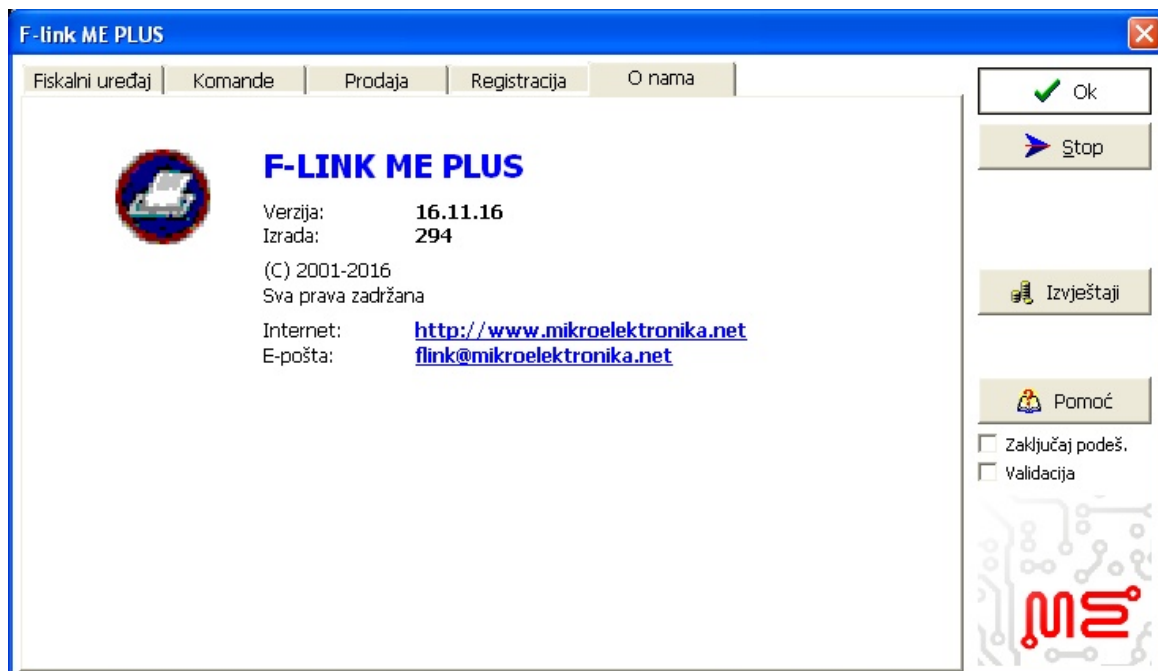 F-link ME PLUS
Fiskalni uređaj Komande Prodaja Registracija O nama
F-LINK ME PLUS
Verzija: 16.11.16
Izrada: 294
(C) 2001-2016
Sva prava zadržana
Internet: http://www.mikroelektronika.net
E-pošta: flink@mikroelektronika.net
Ok
Stop
Izvještaji
Pomoć
Zaključaj podeš.
Validacija
ME